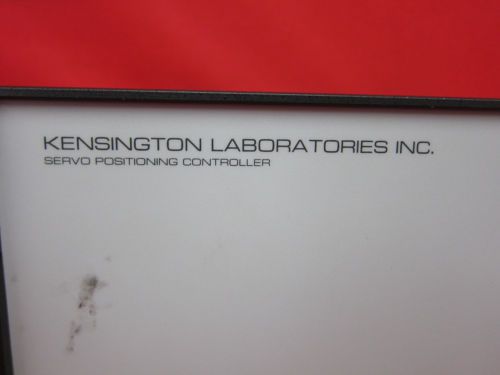 KENSINGTON LABORATORIES INC.
SERVO POSITIONING CONTROLLER